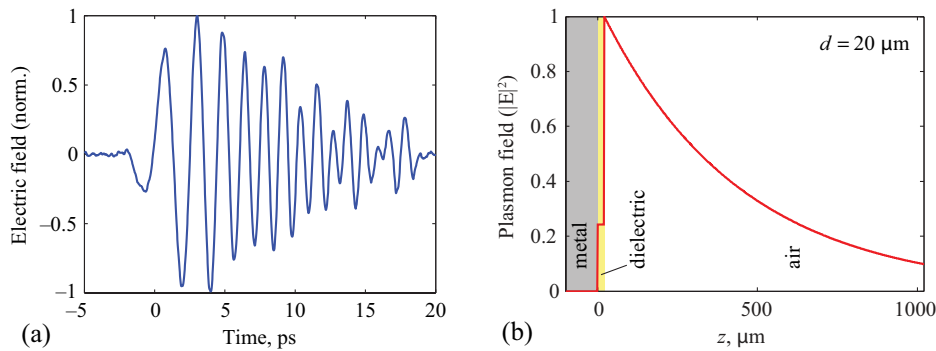 Electric field (norm.)
1
0.5
0
−0.5
−1
−5
0
5
10
15
20
Time, ps
(a)
Plasmon field (|E|²)
1
0.8
0.6
0.4
0.2
0
0
500
1000
z, μm
d = 20 μm
metal
dielectric
air
(b)